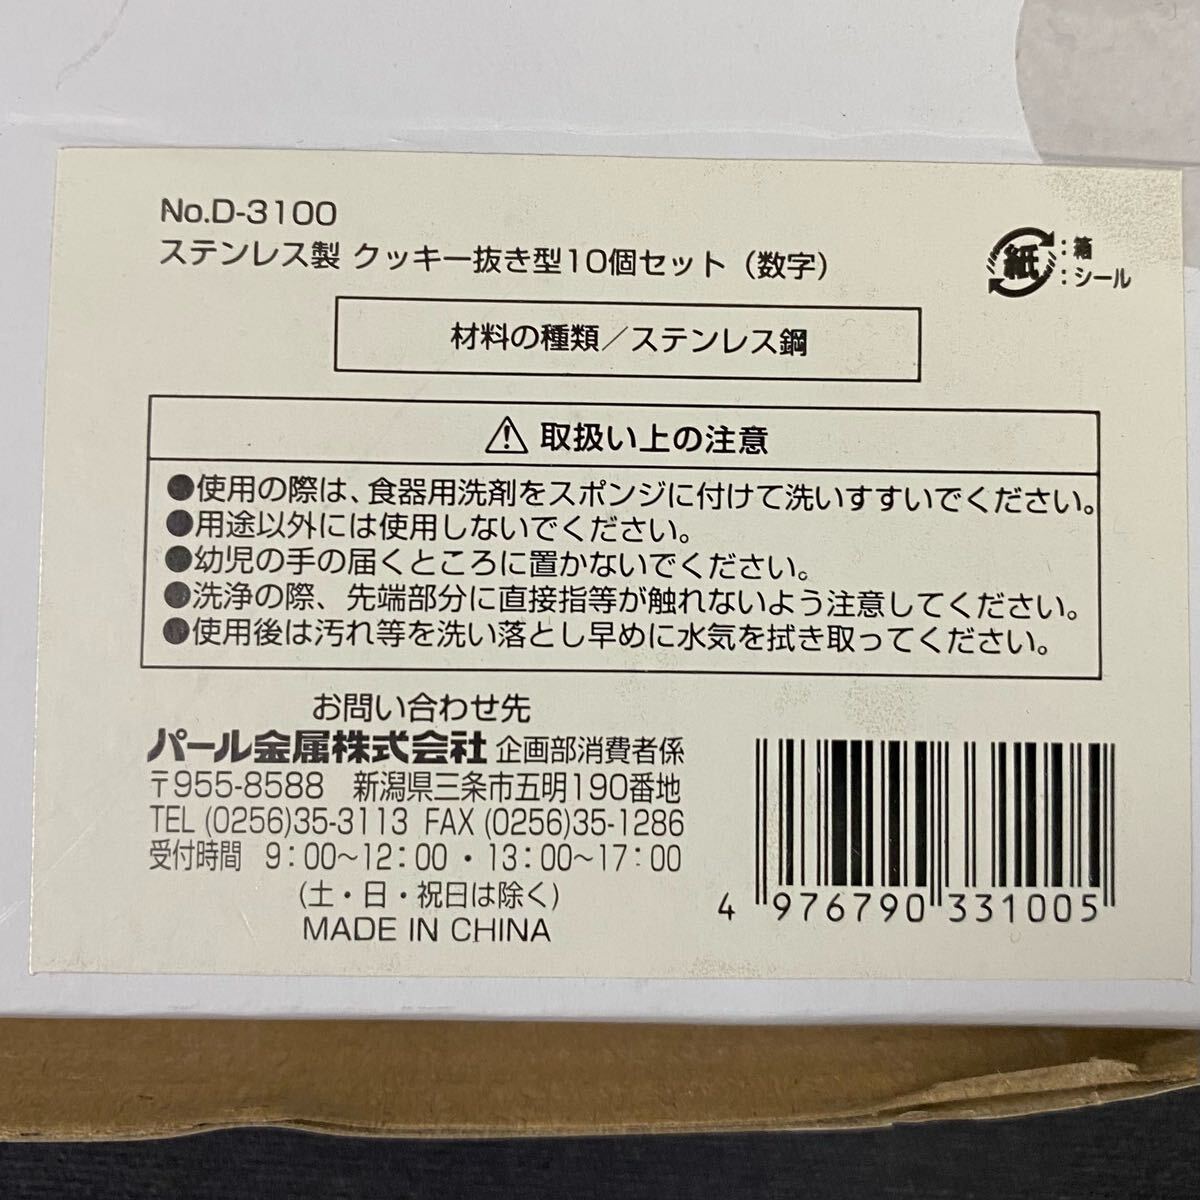 No.D-3100
ステンレス製 クッキー抜き型10個セット（数字）
紙 ：箱
：シール
材料の種類／ステンレス鋼
⚠ 取扱い上の注意
●使用の際は、食器用洗剤をスポンジに付けて洗いすすいでください。
●用途以外には使用しないでください。
●幼児の手の届くところに置かないでください。
●洗浄の際、先端部分に直接指等が触れないよう注意してください。
●使用後は汚れ等を洗い落とし早めに水気を拭き取ってください。
お問い合わせ先
パール金属株式会社 企画部消費者係
〒955-8588 新潟県三条市五明190番地
TEL (0256)35-3113 FAX (0256)35-1286
受付時間 9：00〜12：00・13：00〜17：00
(土・日・祝日は除く)
MADE IN CHINA
4 976790 331005